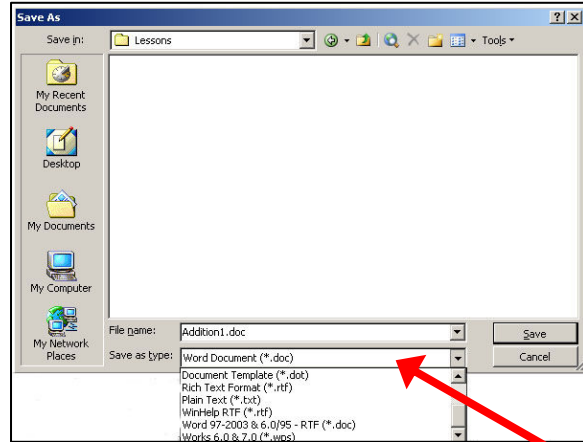 Save As
Save in:
Lessons
Tools
My Recent
Documents
Desktop
My Documents
My Computer
My Network
Places
File name:
Addition1.doc
Save
Save as type:
Word Document (*.doc)
Cancel
Document Template (*.dot)
Rich Text Format (*.rtf)
Plain Text (*.txt)
WinHelp RTF (*.rtf)
Word 97-2003 & 6.0/95 - RTF (*.doc)
Works 6.0 & 7.0 (*.wps)